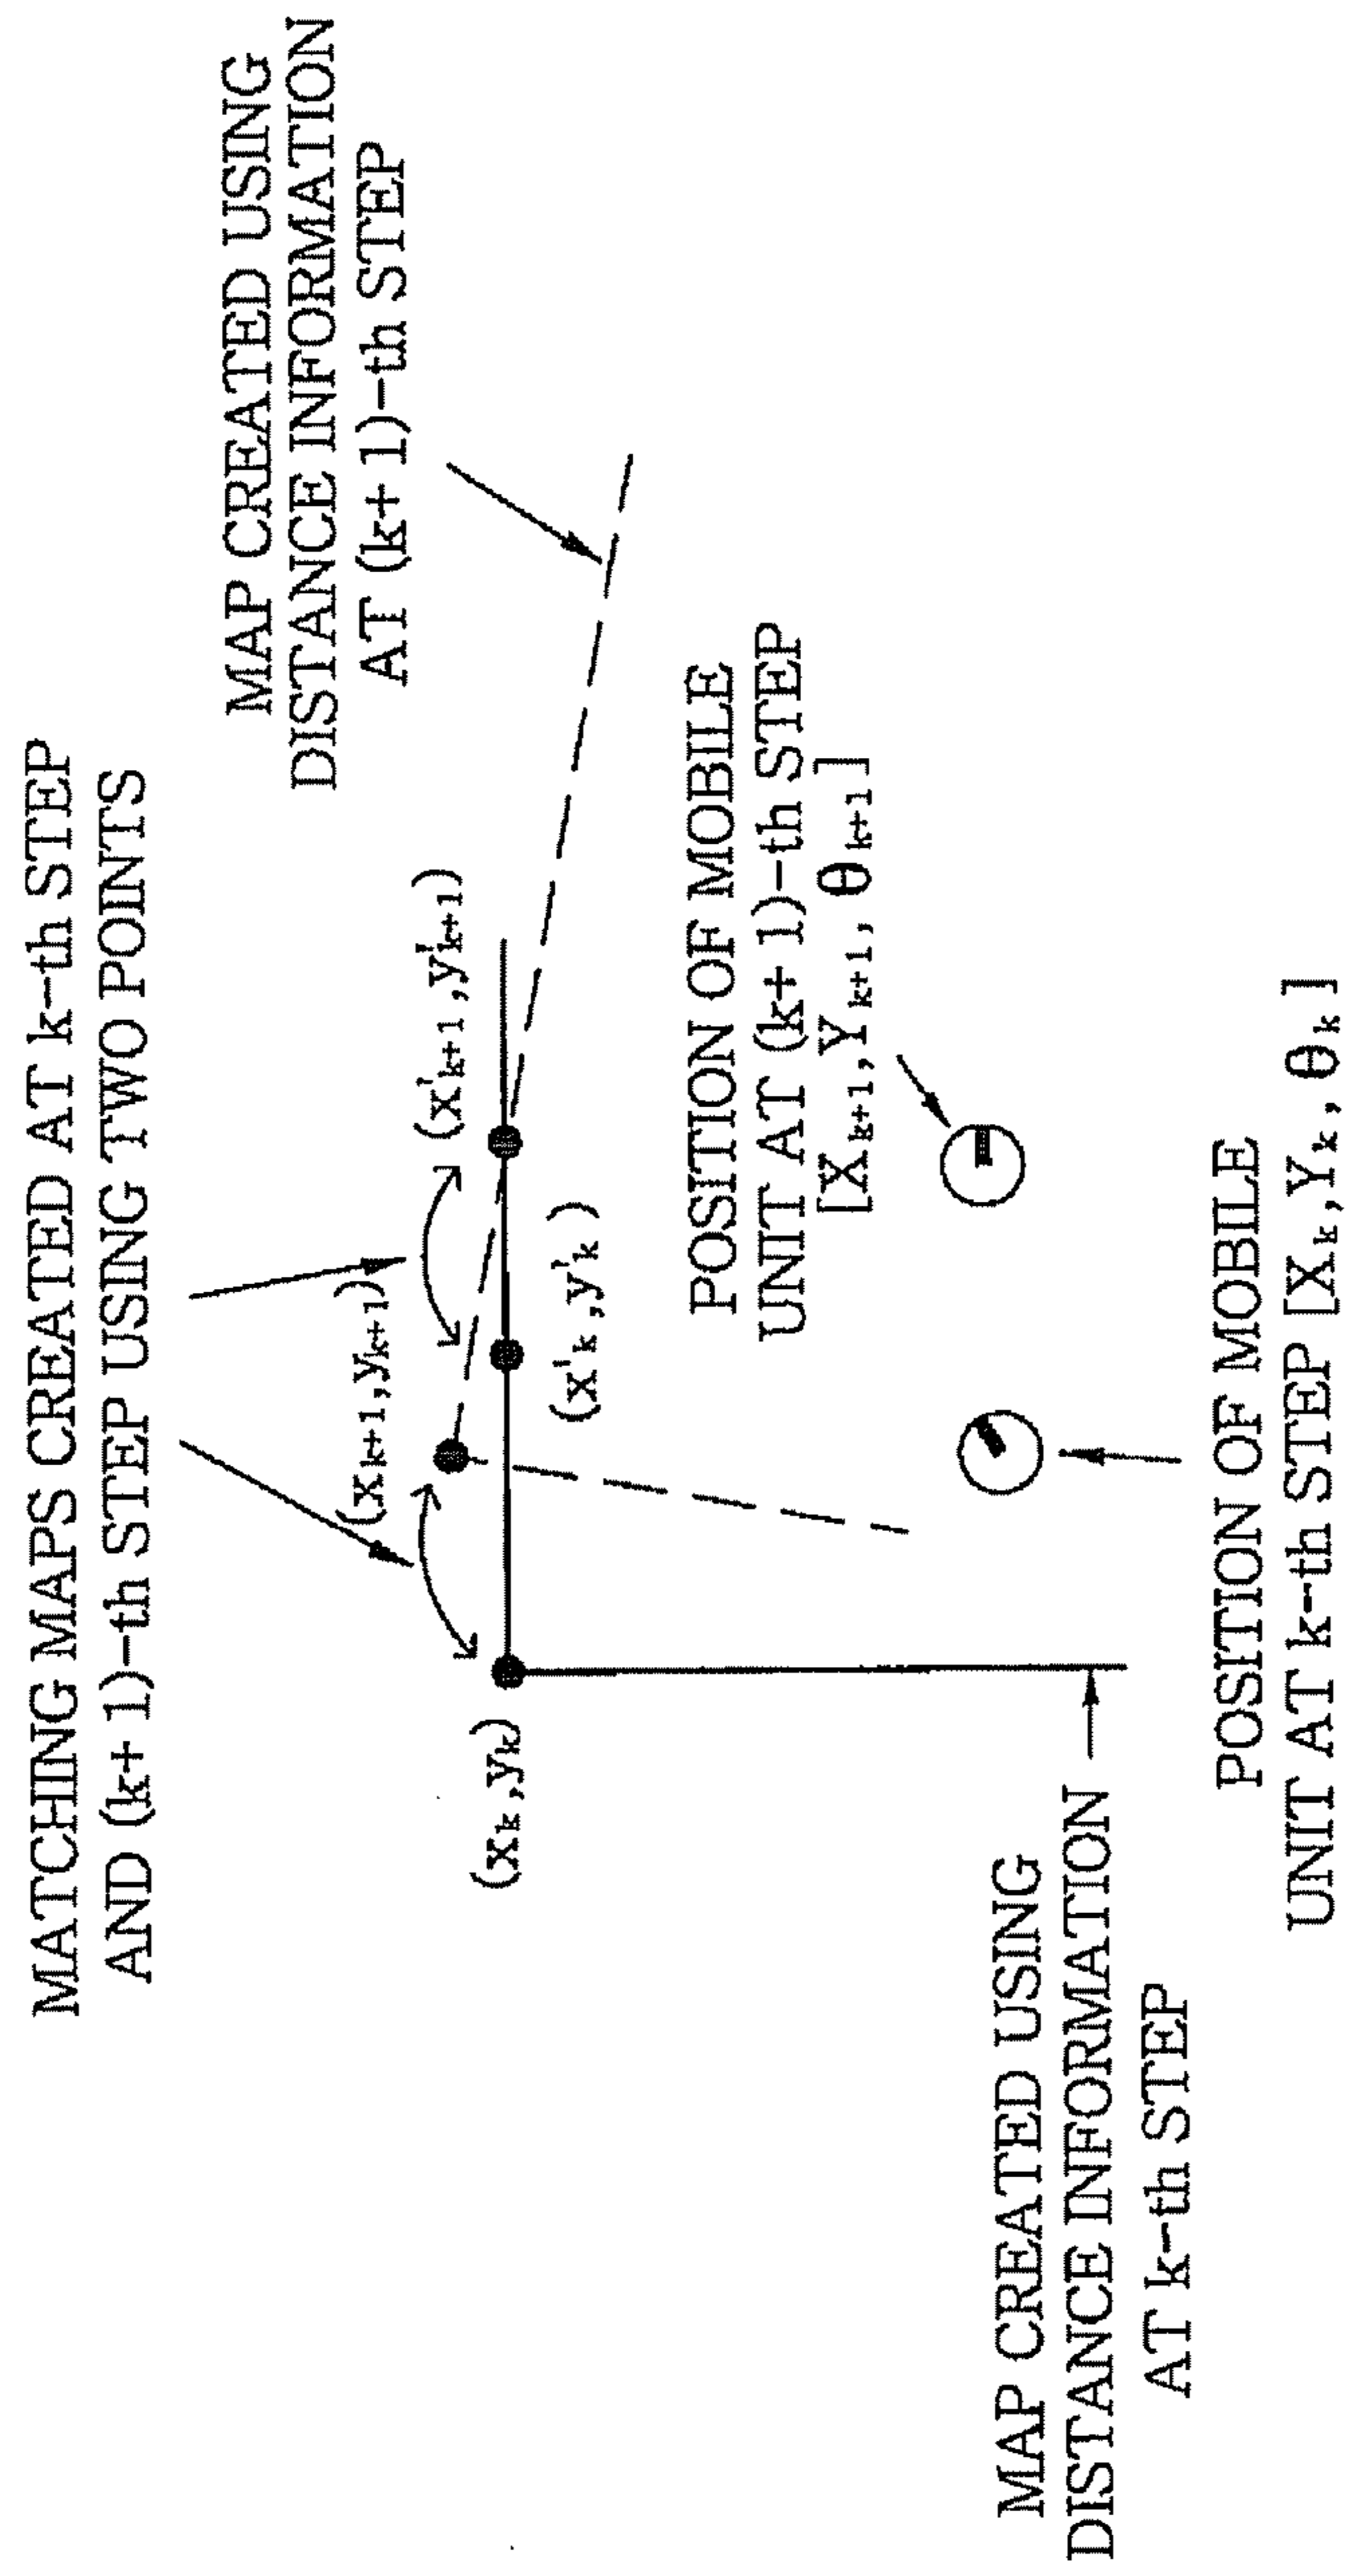 MATCHING MAPS CREATED AT k-th STEP
AND (k+1)-th STEP USING TWO POINTS
MAP CREATED USING
DISTANCE INFORMATION
AT (k+1)-th STEP
(xₖ₊₁,yₖ₊₁)
(x'ₖ₊₁,y'ₖ₊₁)
(xₖ,yₖ)
(x'ₖ,y'ₖ)
POSITION OF MOBILE
UNIT AT (k+1)-th STEP
[Xₖ₊₁,Yₖ₊₁,θₖ₊₁]
MAP CREATED USING
DISTANCE INFORMATION
AT k-th STEP
POSITION OF MOBILE
UNIT AT k-th STEP [Xₖ,Yₖ,θₖ]